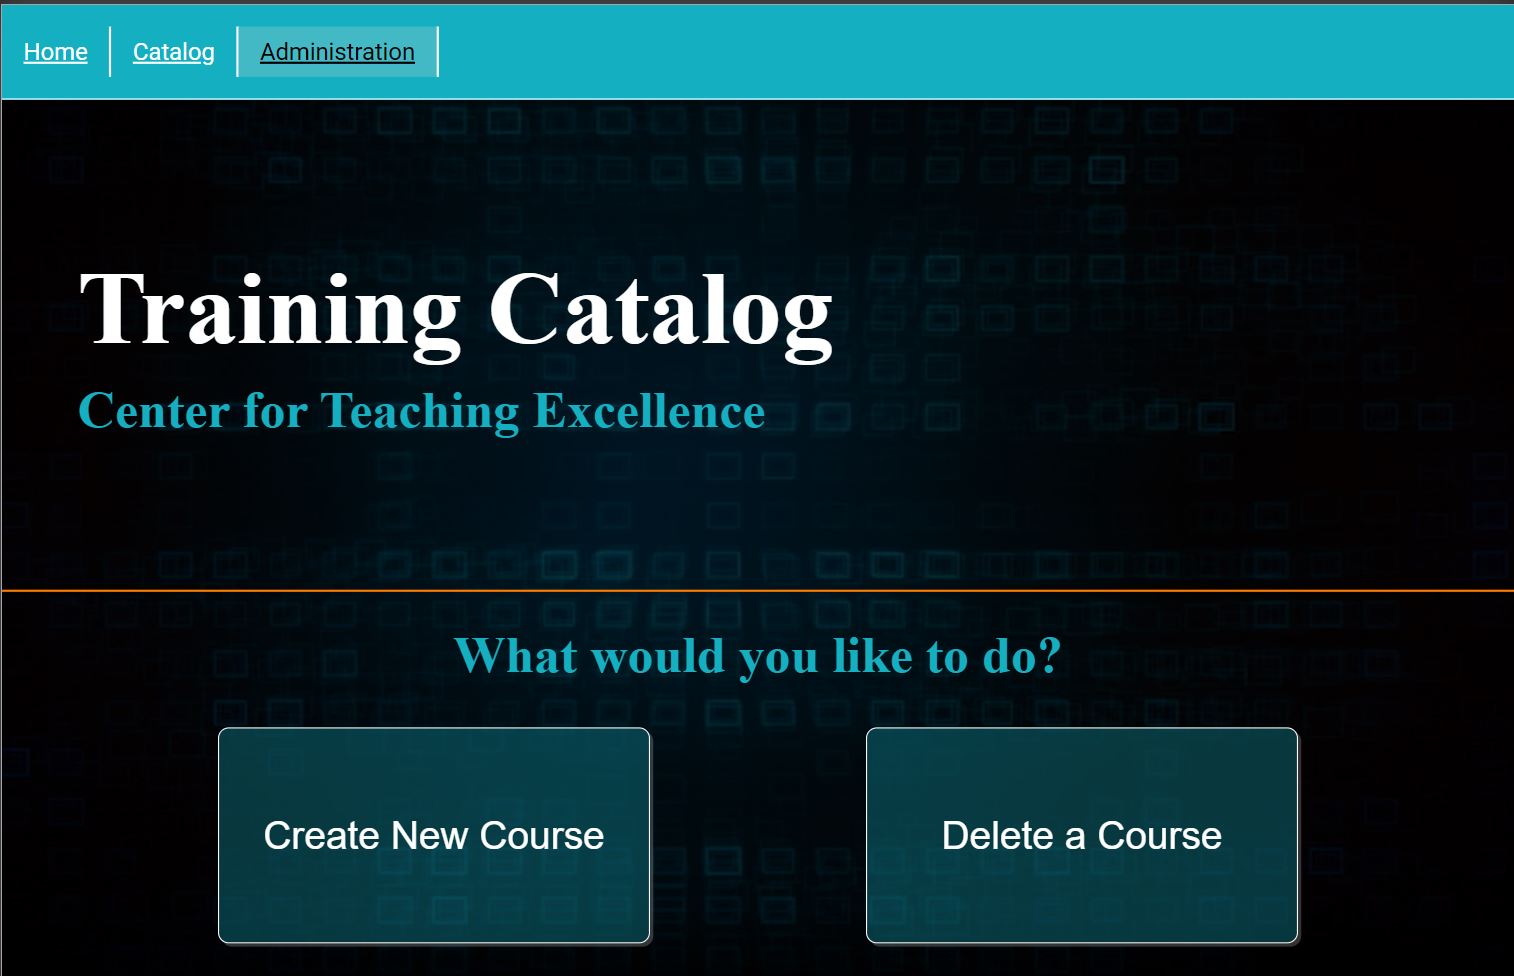 Home
Catalog
Administration
Training Catalog
Center for Teaching Excellence
What would you like to do?
Create New Course
Delete a Course